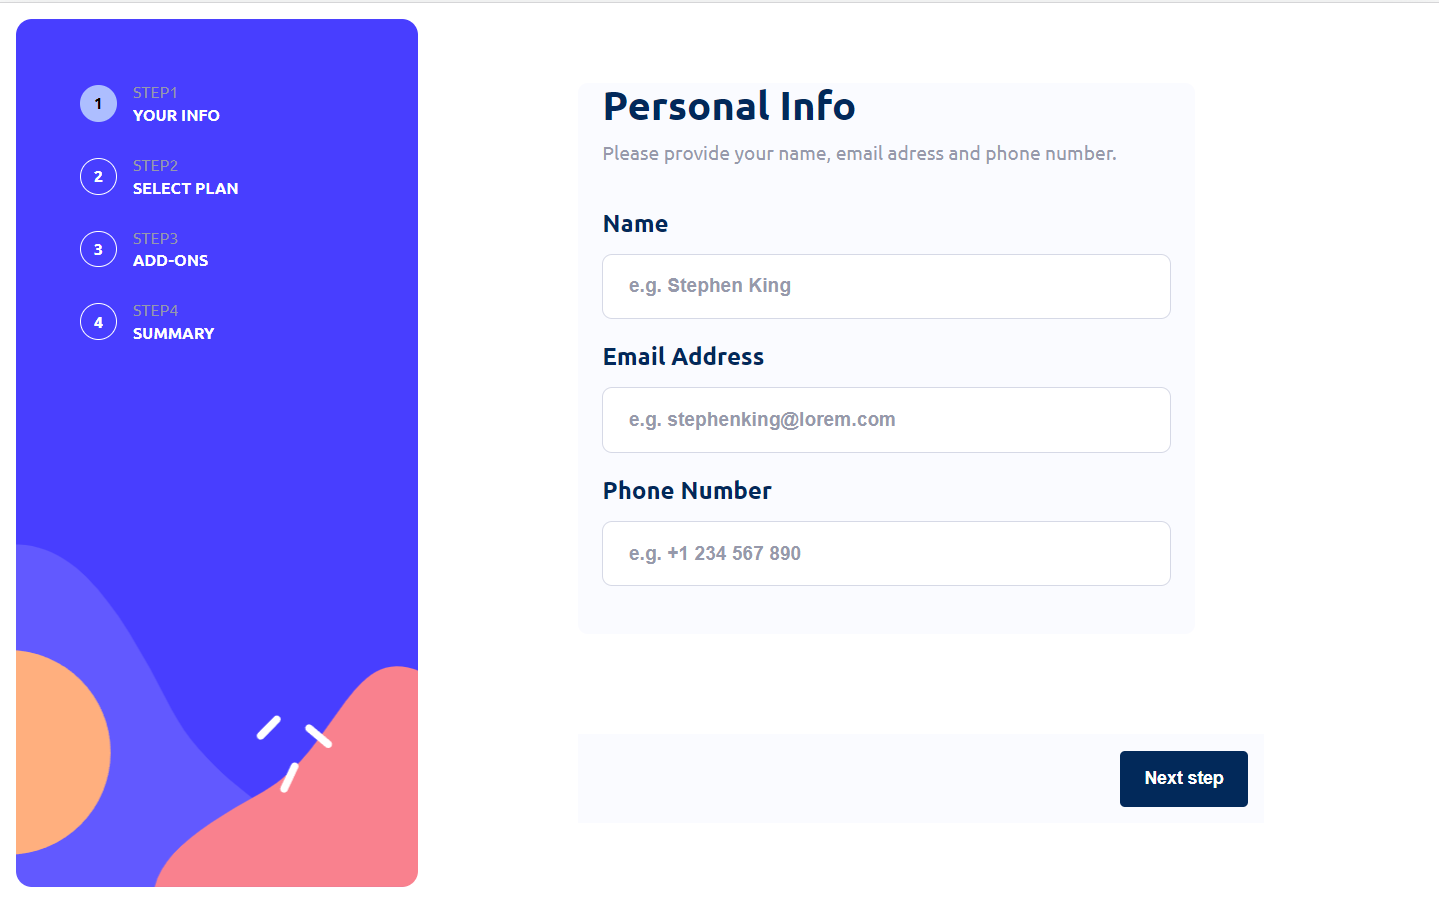 1
STEP1
YOUR INFO
2
STEP2
SELECT PLAN
3
STEP3
ADD-ONS
4
STEP4
SUMMARY
Personal Info
Please provide your name, email adress and phone number.
Name
e.g. Stephen King
Email Address
e.g. stephenking@lorem.com
Phone Number
e.g. +1 234 567 890
Next step